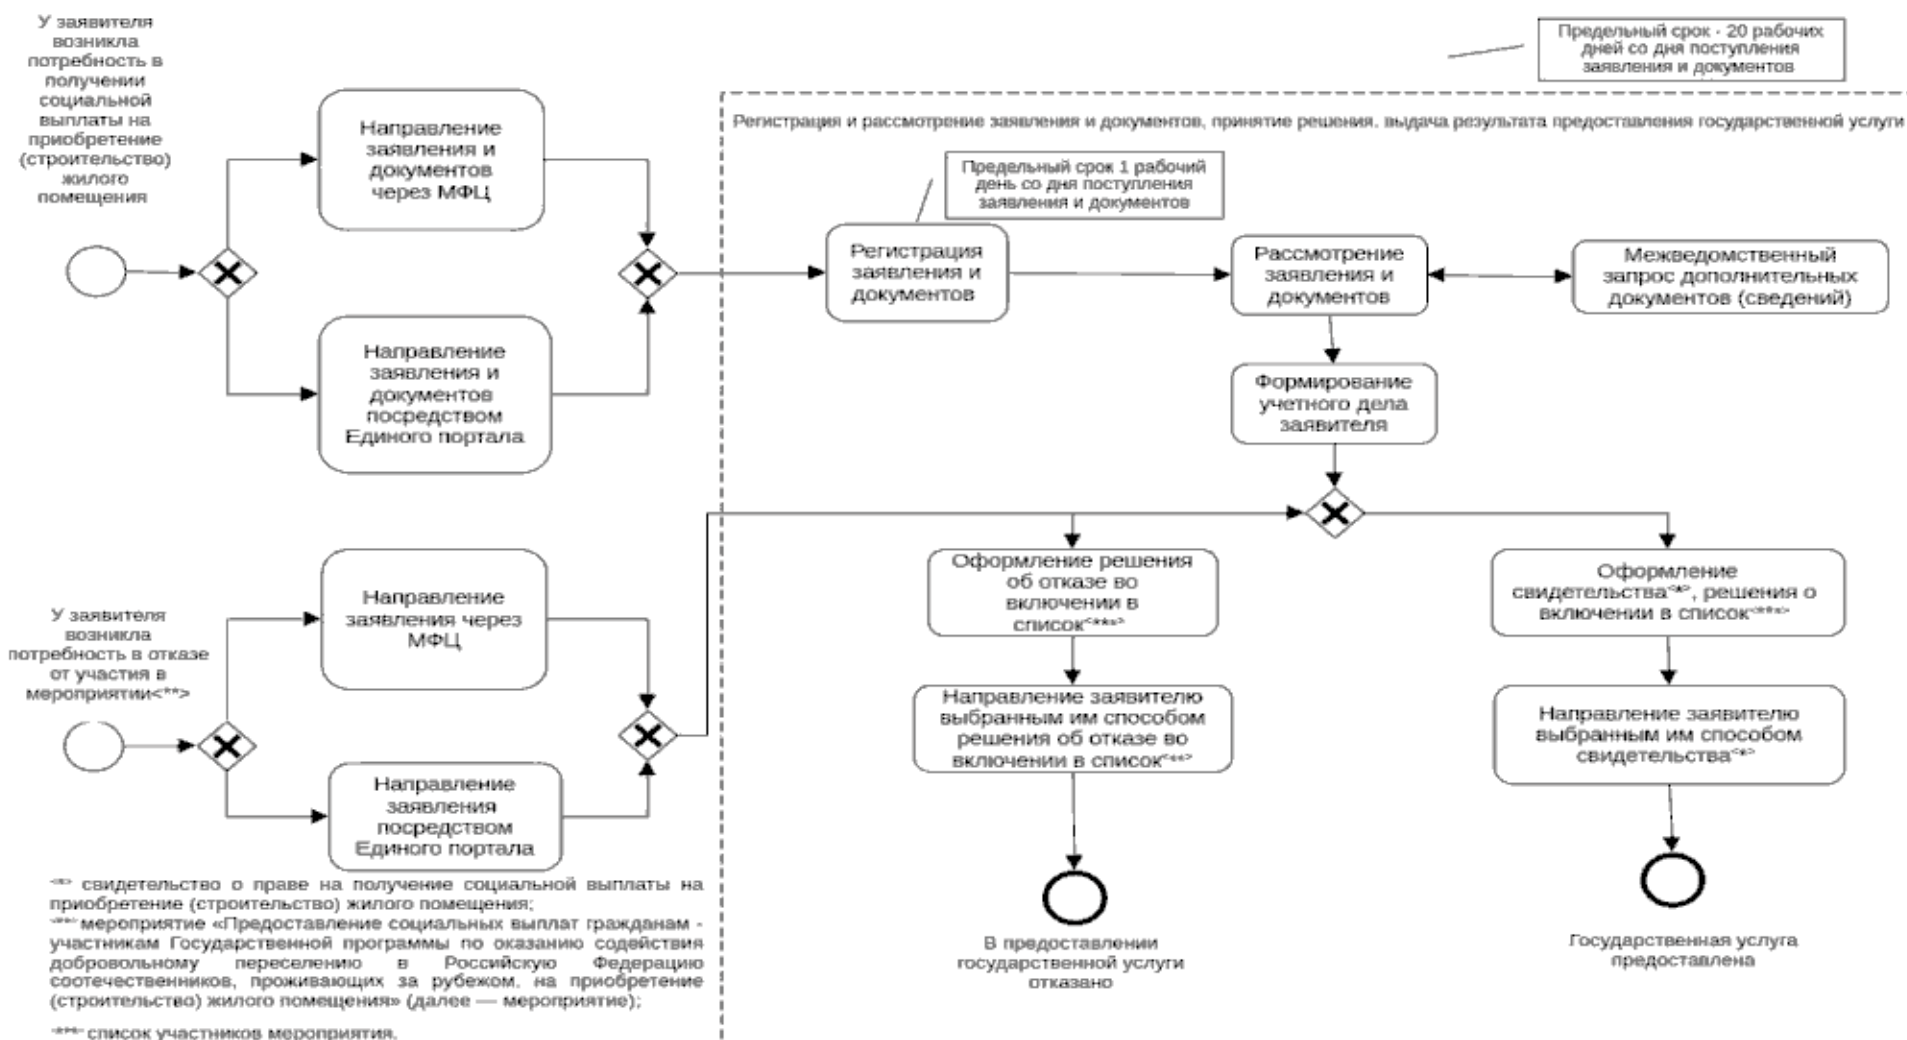 У заявителя
возникла
потребность в
получении
социальной
выплаты на
приобретение
(строительство)
жилого
помещения
Направление
заявления и
документов
через МФЦ
Направление
заявления и
документов
посредством
Единого портала
Предельный срок - 20 рабочих
дней со дня поступления
заявления и документов
Регистрация и рассмотрение заявления и документов, принятие решения, выдача результата предоставления государственной услуги
Предельный срок 1 рабочий
день со дня поступления
заявления и документов
Регистрация
заявления и
документов
Рассмотрение
заявления и
документов
Межведомственный
запрос дополнительных
документов (сведений)
Формирование
учетного дела
заявителя
У заявителя
возникла
потребность в отказе
от участия в
мероприятии<**>
Направление
заявления через
МФЦ
Направление
заявления
посредством
Единого портала
Оформление решения
об отказе во
включении в
список<***>
Направление заявителю
выбранным им способом
решения об отказе во
включении в список<***>
В предоставлении
государственной услуги
отказано
Оформление
свидетельства<*>, решения о
включении в список<***>
Направление заявителю
выбранным им способом
свидетельства<*>
Государственная услуга
предоставлена
<*> свидетельство о праве на получение социальной выплаты на
приобретение (строительство) жилого помещения;
<**> мероприятие «Предоставление социальных выплат гражданам -
участникам Государственной программы по оказанию содействия
добровольному переселению в Российскую Федерацию
соотечественников, проживающих за рубежом, на приобретение
(строительство) жилого помещения» (далее — мероприятие);
<***> список участников мероприятия.